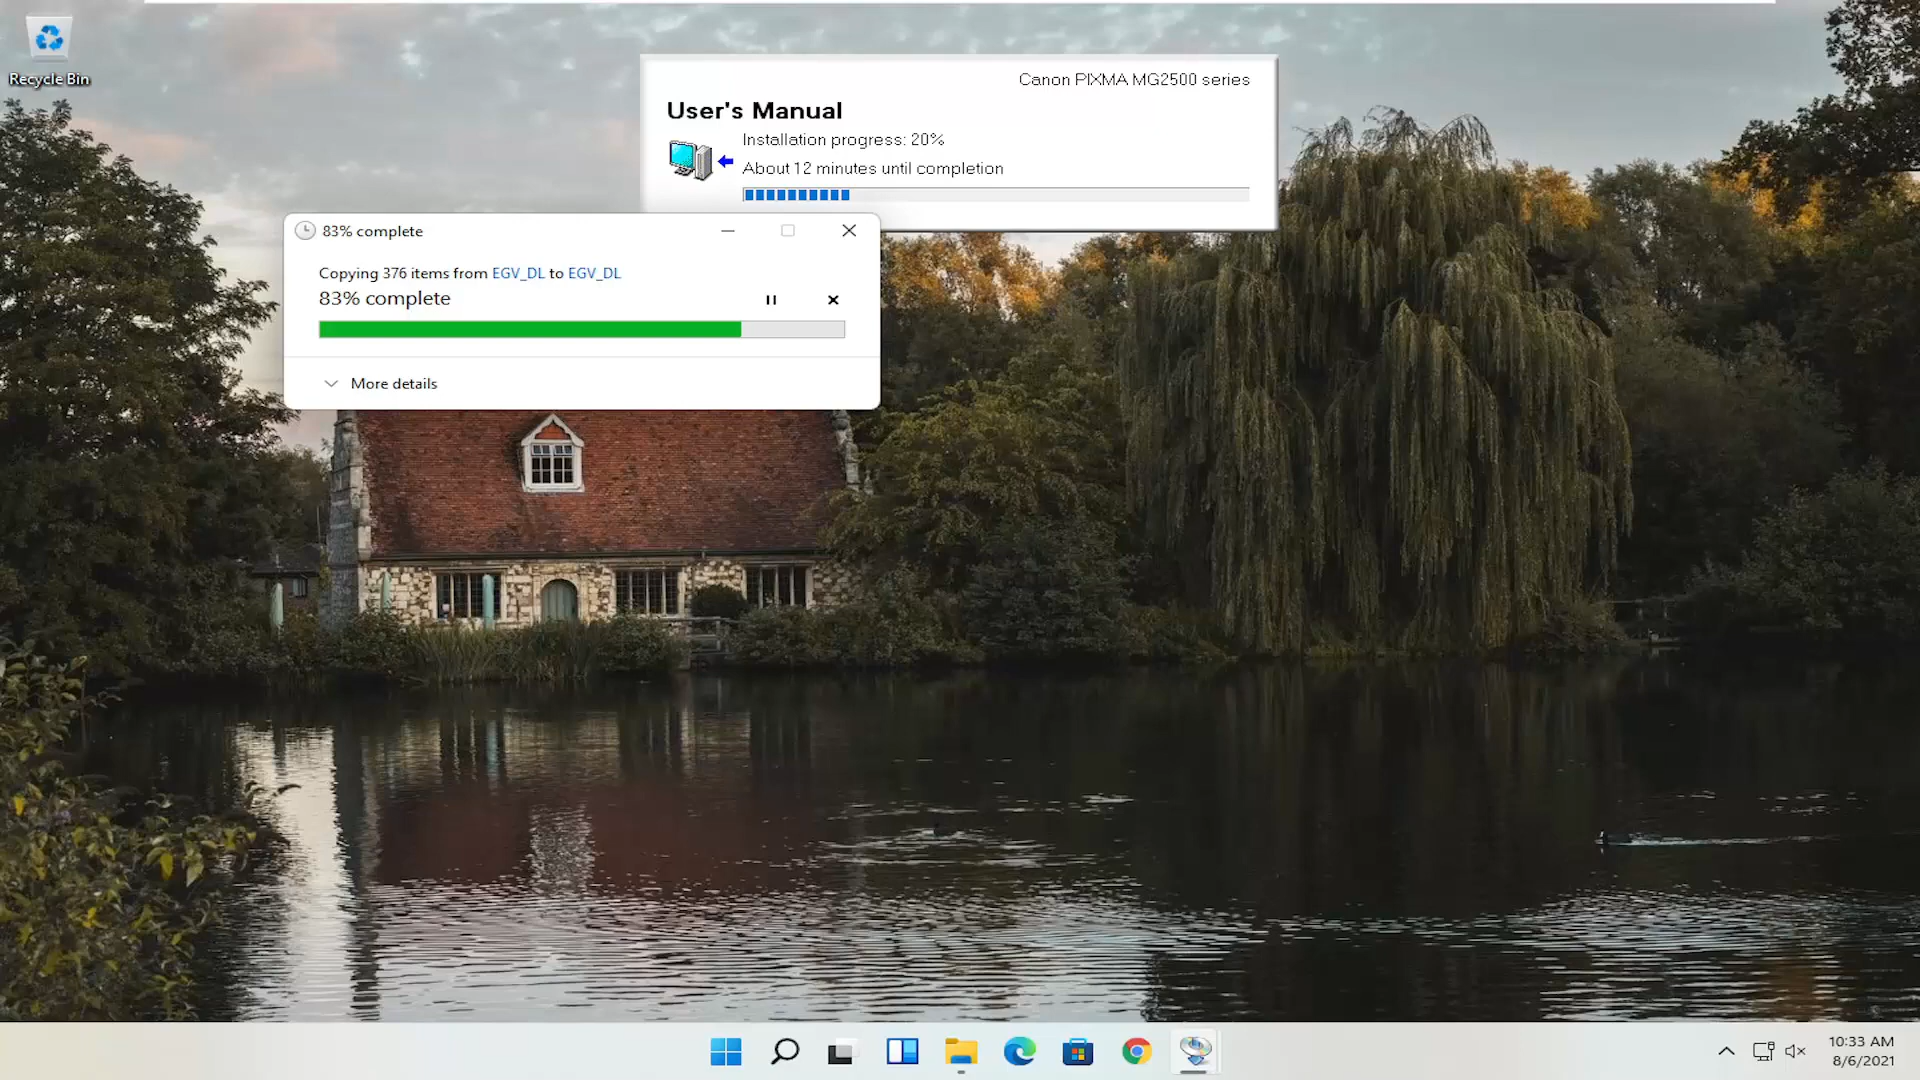 Recycle Bin
Canon PIXMA MG2500 series
User's Manual
Installation progress: 20%
About 12 minutes until completion
83% complete
Copying 376 items from EGV_DL to EGV_DL
83% complete
More details
10:33 AM
8/6/2021